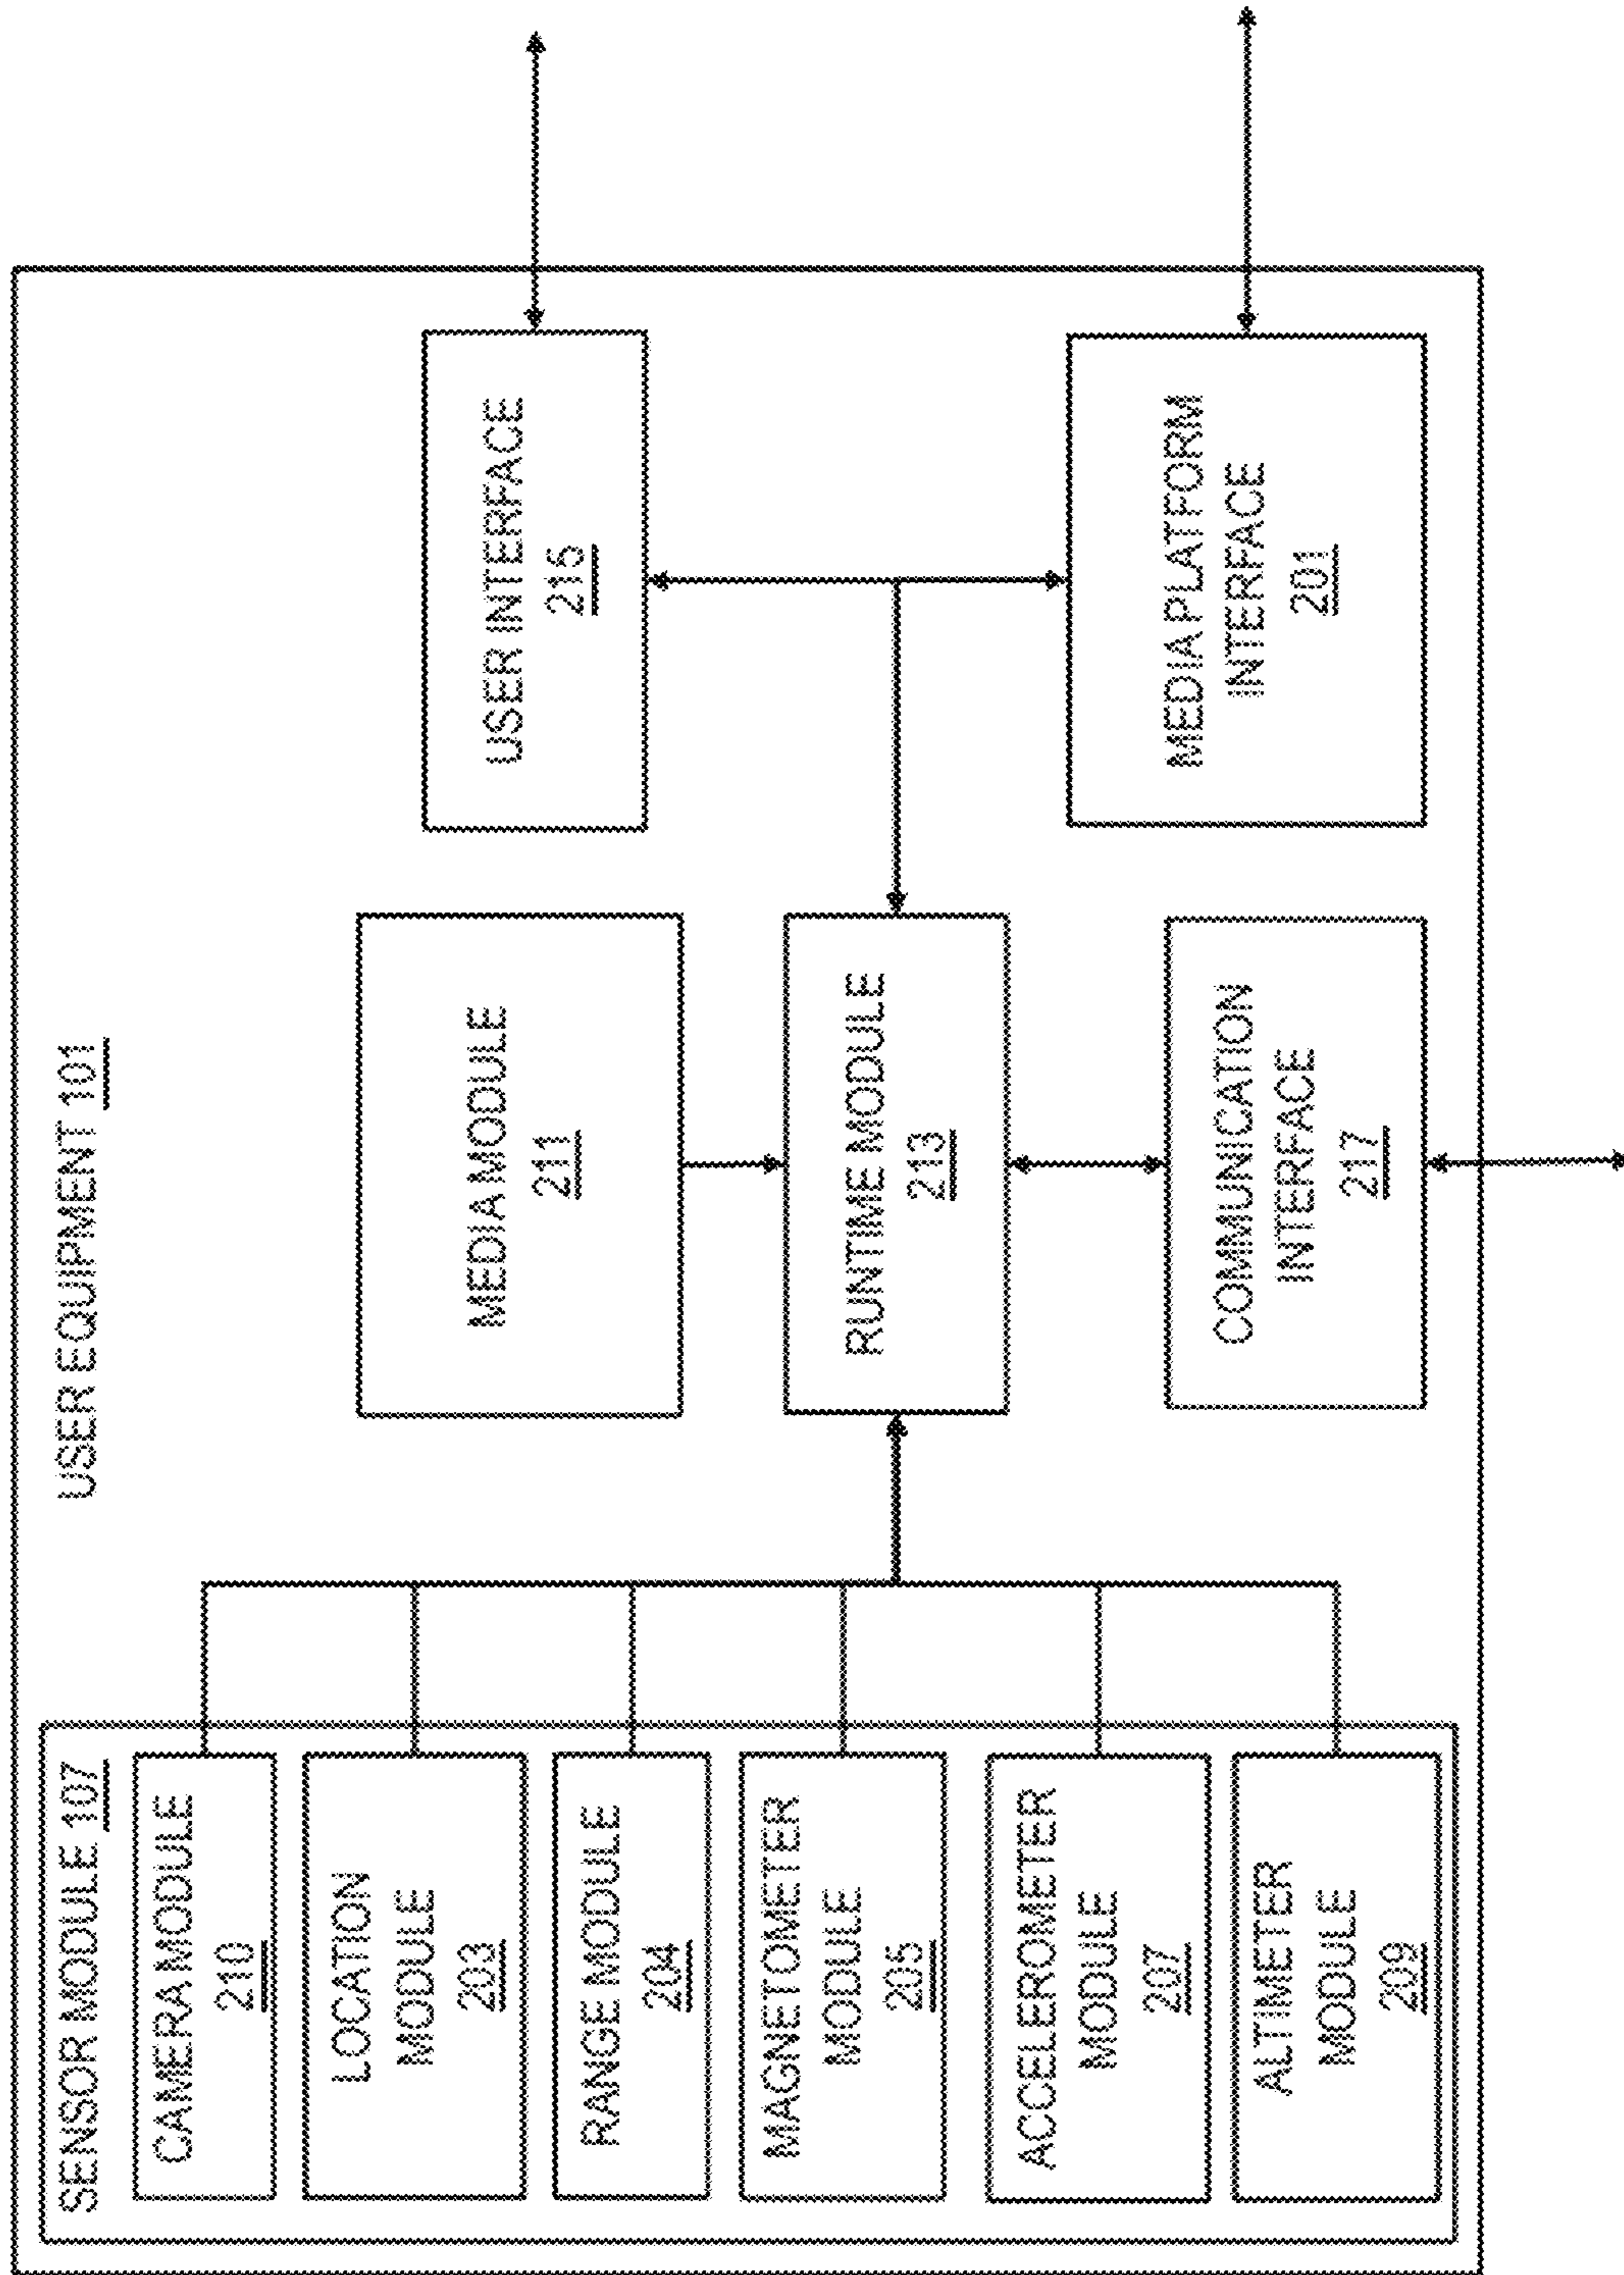 USER EQUIPMENT 101
SENSOR MODULE 107
CAMERA MODULE
210
LOCATION
MODULE
203
RANGE MODULE
204
MAGNETOMETER
MODULE
205
ACCELEROMETER
MODULE
207
ALTIMETER
MODULE
209
MEDIA MODULE
211
RUNTIME MODULE
213
COMMUNICATION
INTERFACE
217
USER INTERFACE
215
MEDIA PLATFORM
INTERFACE
201